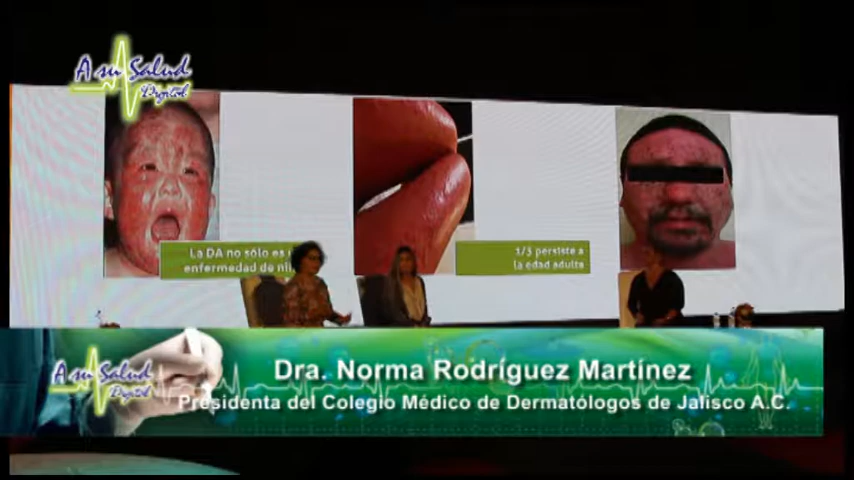 A su Salud
Digital
La DA no sólo es
enfermedad de
1/3 persiste a
la edad adulta
A su Salud
Digital
Dra. Norma Rodríguez Martínez
Presidenta del Colegio Médico de Dermatólogos de Jalisco A.C.